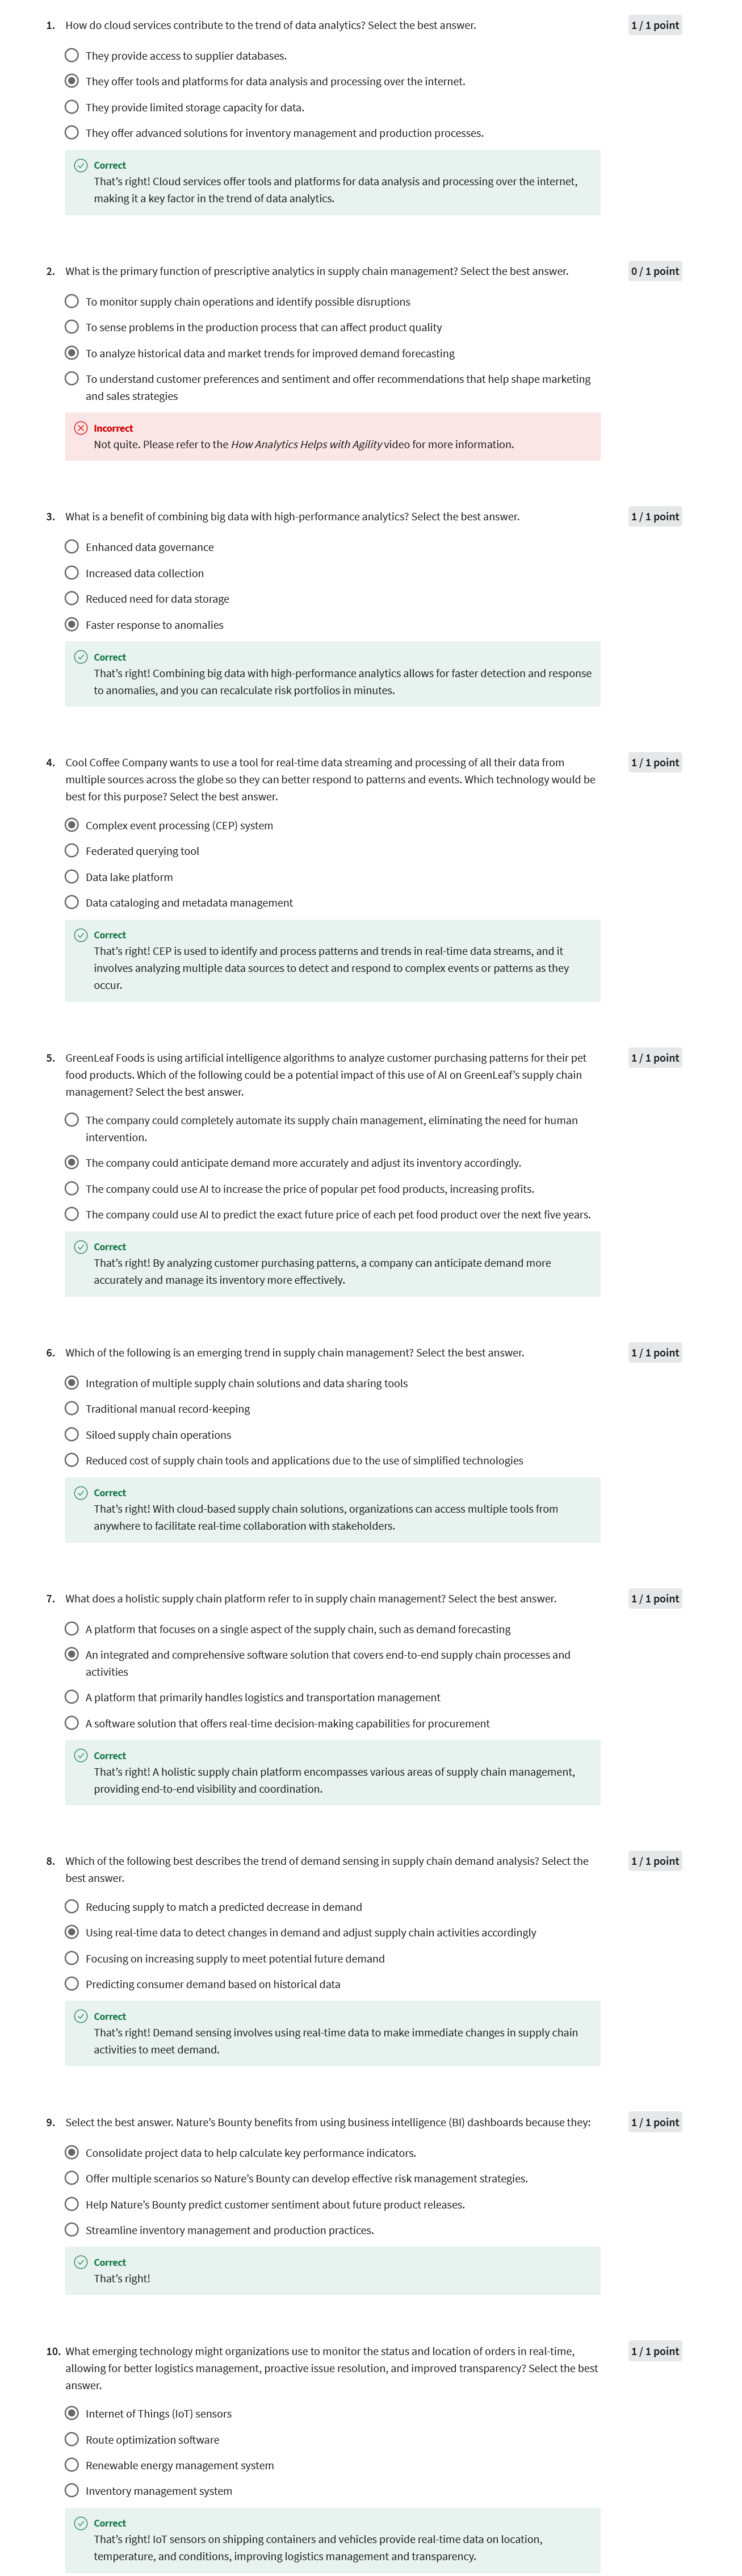 1. How do cloud services contribute to the trend of data analytics? Select the best answer. 1 / 1 point
They provide access to supplier databases.
They offer tools and platforms for data analysis and processing over the internet.
They provide limited storage capacity for data.
They offer advanced solutions for inventory management and production processes.
Correct
That's right! Cloud services offer tools and platforms for data analysis and processing over the internet,
making it a key factor in the trend of data analytics.
2. What is the primary function of prescriptive analytics in supply chain management? Select the best answer. 0 / 1 point
To monitor supply chain operations and identify possible disruptions
To sense problems in the production process that can affect product quality
To analyze historical data and market trends for improved demand forecasting
To understand customer preferences and sentiment and offer recommendations that help shape marketing
and sales strategies
Incorrect
Not quite. Please refer to the How Analytics Helps with Agility video for more information.
3. What is a benefit of combining big data with high-performance analytics? Select the best answer. 1 / 1 point
Enhanced data governance
Increased data collection
Reduced need for data storage
Faster response to anomalies
Correct
That's right! Combining big data with high-performance analytics allows for faster detection and response
to anomalies, and you can recalculate risk portfolios in minutes.
4. Cool Coffee Company wants to use a tool for real-time data streaming and processing of all their data from 1 / 1 point
multiple sources across the globe so they can better respond to patterns and events. Which technology would be
best for this purpose? Select the best answer.
Complex event processing (CEP) system
Federated querying tool
Data lake platform
Data cataloging and metadata management
Correct
That's right! CEP is used to identify and process patterns and trends in real-time data streams, and it
involves analyzing multiple data sources to detect and respond to complex events or patterns as they
occur.
5. GreenLeaf Foods is using artificial intelligence algorithms to analyze customer purchasing patterns for their pet 1 / 1 point
food products. Which of the following could be a potential impact of this use of AI on GreenLeaf's supply chain
management? Select the best answer.
The company could completely automate its supply chain management, eliminating the need for human
intervention.
The company could anticipate demand more accurately and adjust its inventory accordingly.
The company could use AI to increase the price of popular pet food products, increasing profits.
The company could use AI to predict the exact future price of each pet food product over the next five years.
Correct
That's right! By analyzing customer purchasing patterns, a company can anticipate demand more
accurately and manage its inventory more effectively.
6. Which of the following is an emerging trend in supply chain management? Select the best answer. 1 / 1 point
Integration of multiple supply chain solutions and data sharing tools
Traditional manual record-keeping
Siloed supply chain operations
Reduced cost of supply chain tools and applications due to the use of simplified technologies
Correct
That's right! With cloud-based supply chain solutions, organizations can access multiple tools from
anywhere to facilitate real-time collaboration with stakeholders.
7. What does a holistic supply chain platform refer to in supply chain management? Select the best answer. 1 / 1 point
A platform that focuses on a single aspect of the supply chain, such as demand forecasting
An integrated and comprehensive software solution that covers end-to-end supply chain processes and
activities
A platform that primarily handles logistics and transportation management
A software solution that offers real-time decision-making capabilities for procurement
Correct
That's right! A holistic supply chain platform encompasses various areas of supply chain management,
providing end-to-end visibility and coordination.
8. Which of the following best describes the trend of demand sensing in supply chain demand analysis? Select the 1 / 1 point
best answer.
Reducing supply to match a predicted decrease in demand
Using real-time data to detect changes in demand and adjust supply chain activities accordingly
Focusing on increasing supply to meet potential future demand
Predicting consumer demand based on historical data
Correct
That's right! Demand sensing involves using real-time data to make immediate changes in supply chain
activities to meet demand.
9. Select the best answer. Nature's Bounty benefits from using business intelligence (BI) dashboards because they: 1 / 1 point
Consolidate project data to help calculate key performance indicators.
Offer multiple scenarios so Nature's Bounty can develop effective risk management strategies.
Help Nature's Bounty predict customer sentiment about future product releases.
Streamline inventory management and production practices.
Correct
That's right!
10. What emerging technology might organizations use to monitor the status and location of orders in real-time, 1 / 1 point
allowing for better logistics management, proactive issue resolution, and improved transparency? Select the best
answer.
Internet of Things (IoT) sensors
Route optimization software
Renewable energy management system
Inventory management system
Correct
That's right! IoT sensors on shipping containers and vehicles provide real-time data on location,
temperature, and conditions, improving logistics management and transparency.